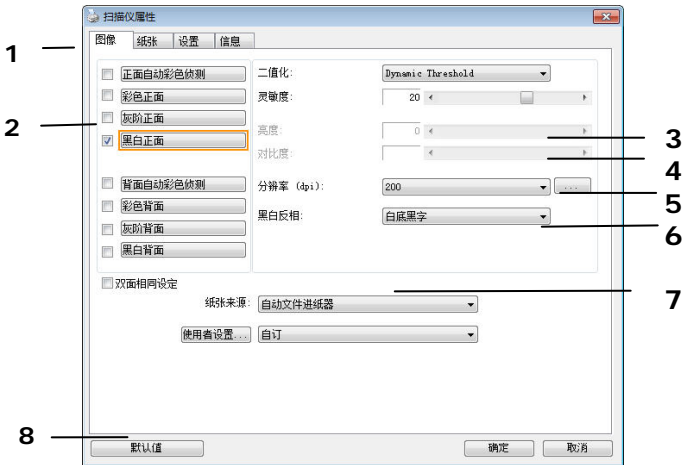 扫描仪属性
图像 纸张 设置 信息
1
正面自动彩色侦测
彩色正面
灰阶正面
黑白正面
2
背面自动彩色侦测
彩色背面
灰阶背面
黑白背面
二值化: Dynamic Threshold
灵敏度: 20
亮度: 0
3
对比度:
4
分辨率 (dpi): 200 ...
5
黑白反相: 白底黑字
6
双面相同设定
纸张来源: 自动文件进纸器
7
使用者设置... 自订
8
默认值 确定 取消